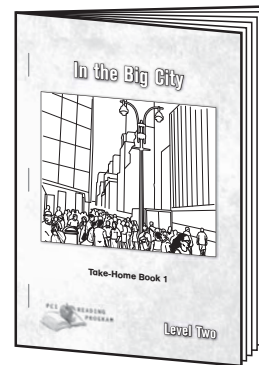 In the Big City
Take-Home Book 1
PCI READING
PROGRAM
Level Two